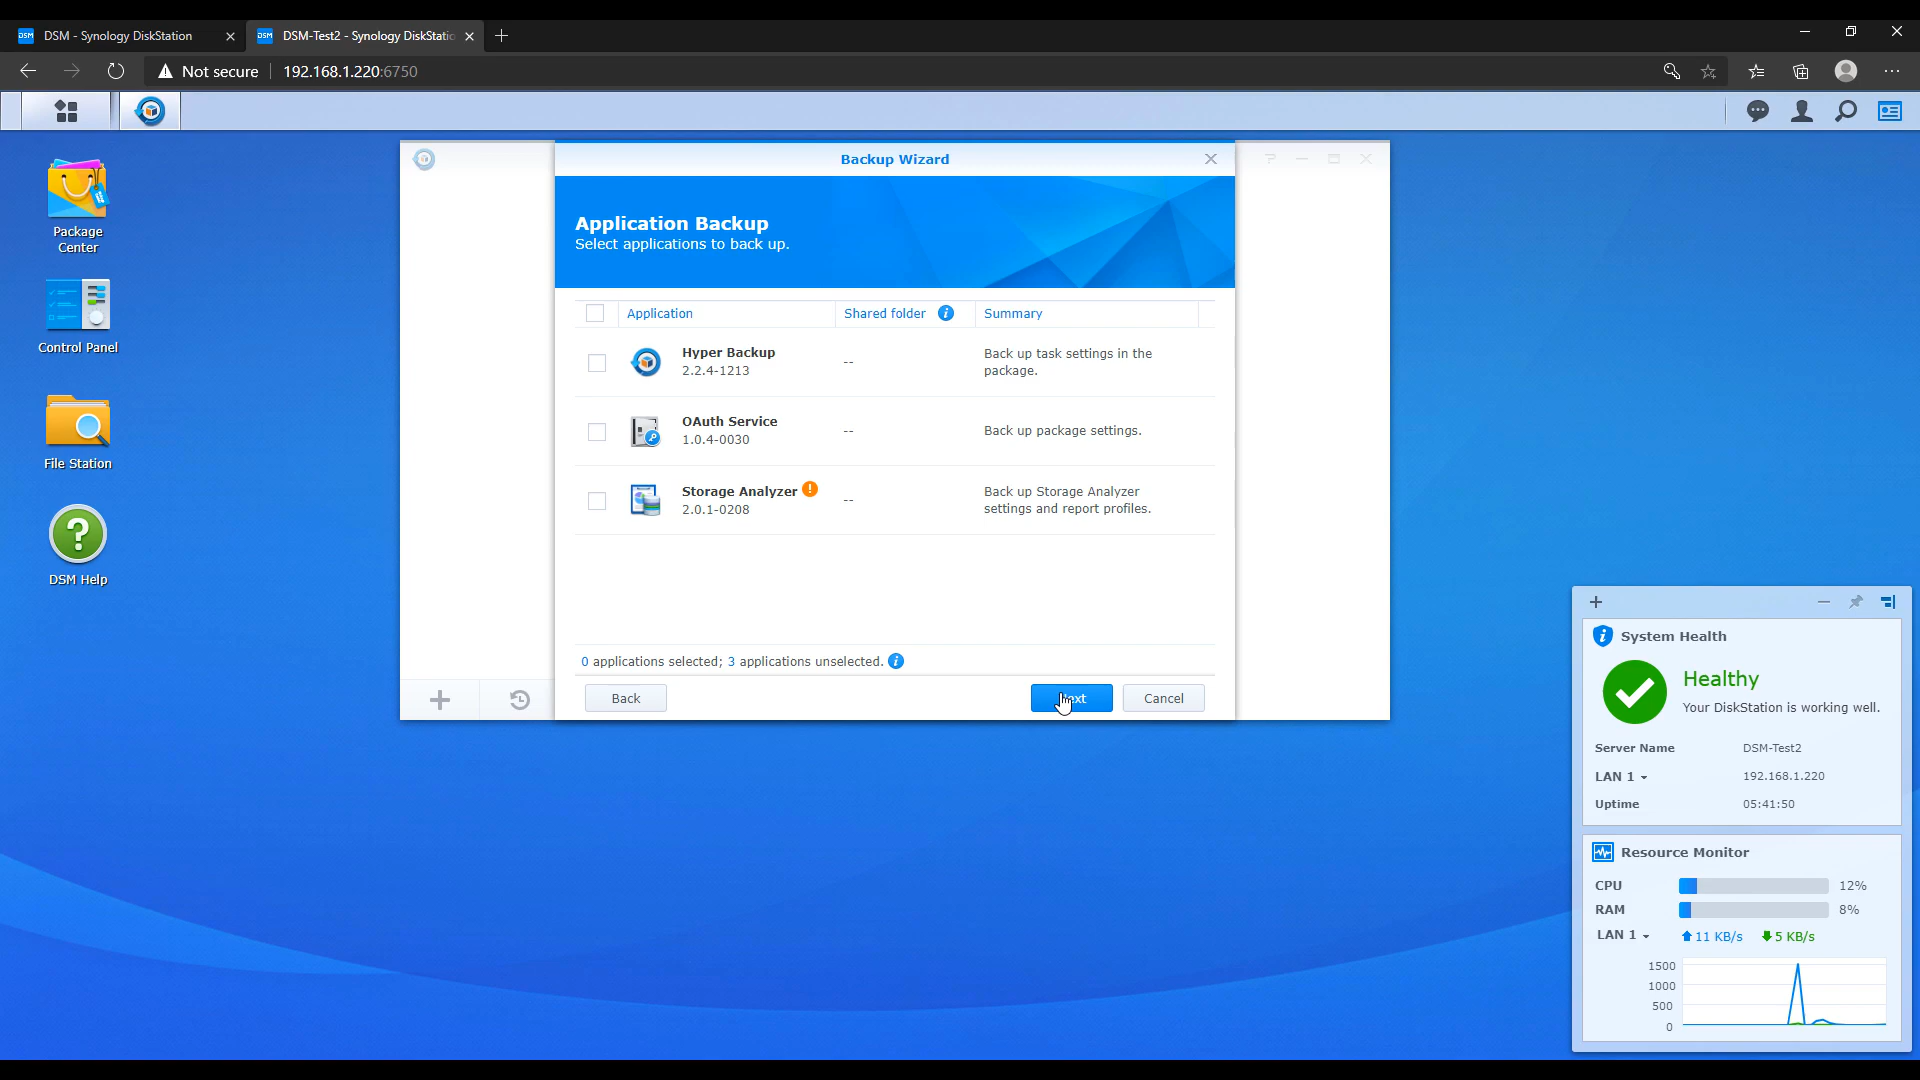 DSM - Synology DiskStation
DSM-Test2 - Synology DiskStatio
Not secure
192.168.1.220:6750
Backup Wizard
Application Backup
Select applications to back up.
Application
Shared folder
Summary
Hyper Backup
2.2.4-1213
--
Back up task settings in the
package.
OAuth Service
1.0.4-0030
--
Back up package settings.
Storage Analyzer
2.0.1-0208
--
Back up Storage Analyzer
settings and report profiles.
0 applications selected; 3 applications unselected.
Back
Next
Cancel
Package
Center
Control Panel
File Station
DSM Help
System Health
Healthy
Your DiskStation is working well.
Server Name
DSM-Test2
LAN 1
192.168.1.220
Uptime
05:41:50
Resource Monitor
CPU
12%
RAM
8%
LAN 1
11 KB/s
5 KB/s
1500
1000
500
0